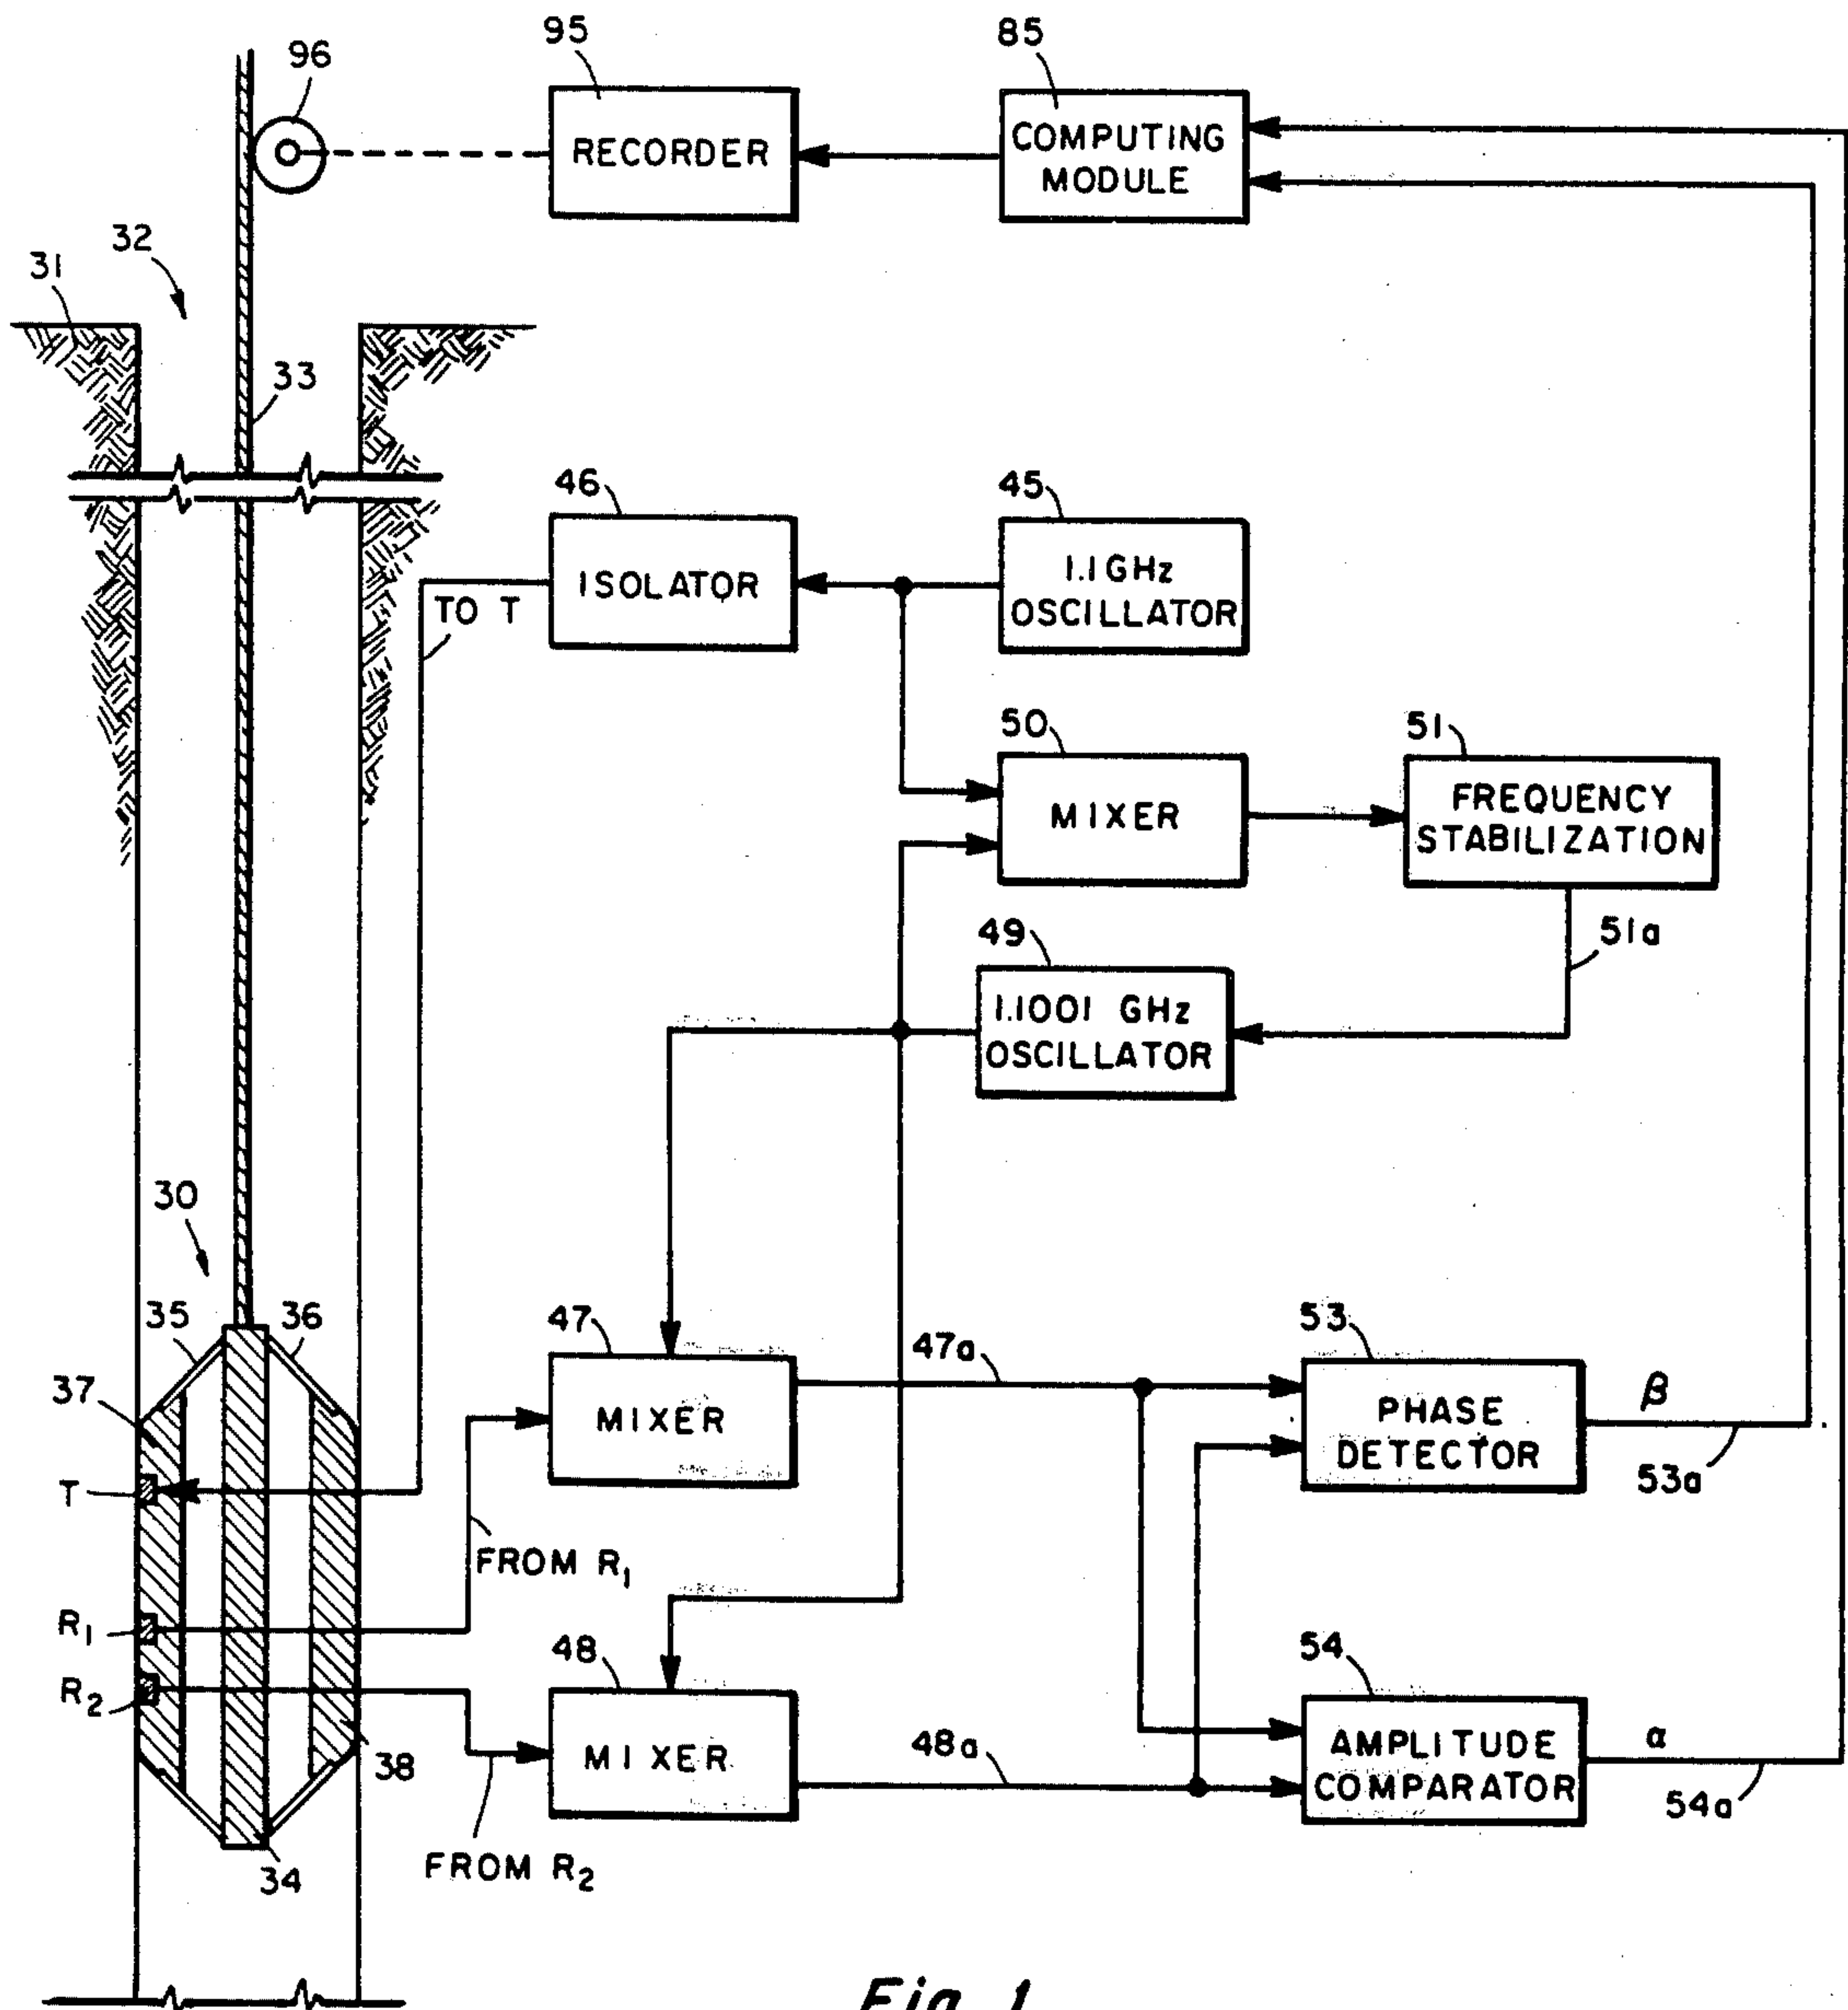 96
95
85
RECORDER
COMPUTING
MODULE
32
31
33
46
45
ISOLATOR
1.1GHz
OSCILLATOR
TO T
50
51
MIXER
FREQUENCY
STABILIZATION
49
51a
1.1001 GHz
OSCILLATOR
30
35
36
47
47a
53
37
MIXER
PHASE
DETECTOR
β
53a
T
FROM R₁
R₁
48
54
R₂
MIXER
48a
AMPLITUDE
COMPARATOR
α
54a
38
FROM R₂
34
Fig. 1